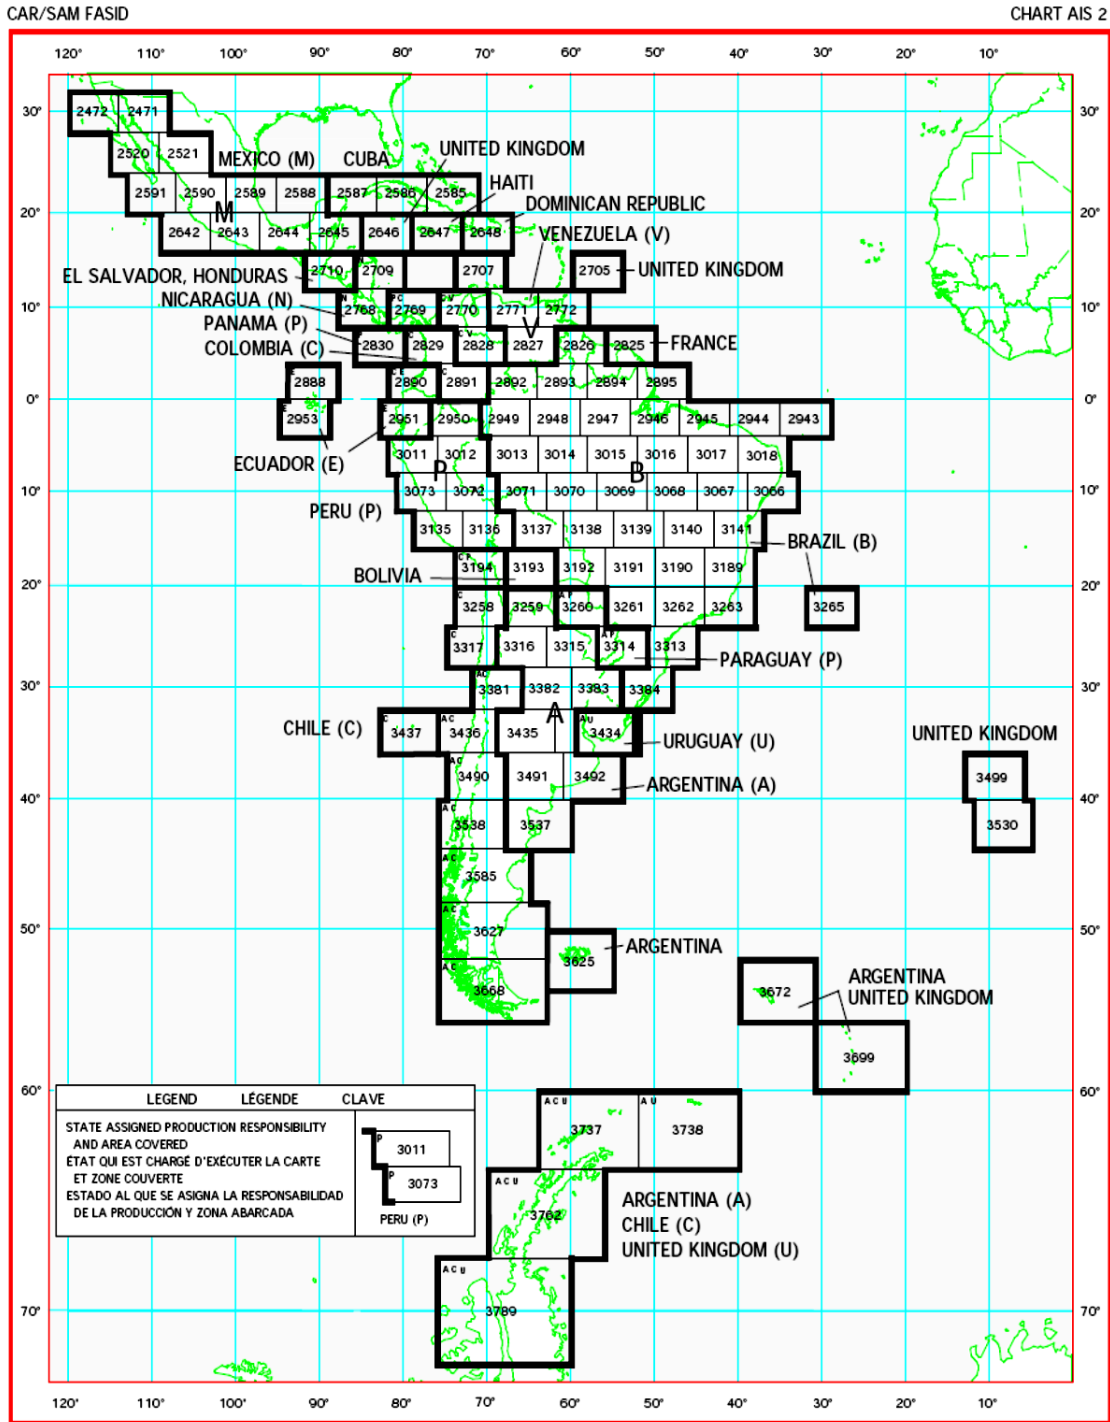 CAR/SAM FASID CHART AIS 2
120° 110° 100° 90° 80° 70° 60° 50° 40° 30° 20° 10°
30° 2472 2471 30°
2520 2521 MEXICO (M) CUBA UNITED KINGDOM
2591 2590 2589 2588 2587 2586 2585 HAITI
20° M DOMINICAN REPUBLIC 20°
2642 2643 2644 2645 2646 2647 2648 VENEZUELA (V)
EL SALVADOR, HONDURAS 2710 2709 2707 2705 UNITED KINGDOM
NICARAGUA (N) N 2768 P C 2769 C V 2770 2771 2772
10° V 10°
PANAMA (P) 2830 C 2829 C V 2828 2827 2826 2825 FRANCE
COLOMBIA (C)
E 2888 C E 2890 C 2891 2892 2893 2894 2895
0° 0°
E 2953 E 2951 2950 2949 2948 2947 2946 2945 2944 2943
ECUADOR (E) 3011 3012 3013 3014 3015 3016 3017 3018
P B
10° 3073 3072 3071 3070 3069 3068 3067 3066 10°
PERU (P)
3135 3136 3137 3138 3139 3140 3141 BRAZIL (B)
BOLIVIA C P 3194 3193 3192 3191 3190 3189
20° 20°
C 3258 3259 A P 3260 3261 3262 3263 3265
C 3317 3316 3315 A P 3314 3313 PARAGUAY (P)
30° AC 3381 3382 3383 3384 30°
A
CHILE (C) C 3437 A C 3436 3435 A U 3434 URUGUAY (U) UNITED KINGDOM
AC 3490 3491 3492 ARGENTINA (A) 3499
40° 40°
A C 3538 3537 3530
A C 3585
50° A C 3627 50°
ARGENTINA
3625
A C 3668 3672 ARGENTINA
UNITED KINGDOM
3699
60° 60°
LEGEND LÉGENDE CLAVE
STATE ASSIGNED PRODUCTION RESPONSIBILITY
AND AREA COVERED
ÉTAT QUI EST CHARGÉ D'EXÉCUTER LA CARTE
ET ZONE COUVERTE
ESTADO AL QUE SE ASIGNA LA RESPONSABILIDAD
DE LA PRODUCCIÓN Y ZONA ABARCADA
P 3011
P 3073
PERU (P)
A C U 3737 A U 3738
A C U 3762
ARGENTINA (A)
CHILE (C)
UNITED KINGDOM (U)
A C U 3789
70° 70°
120° 110° 100° 90° 80° 70° 60° 50° 40° 30° 20° 10°